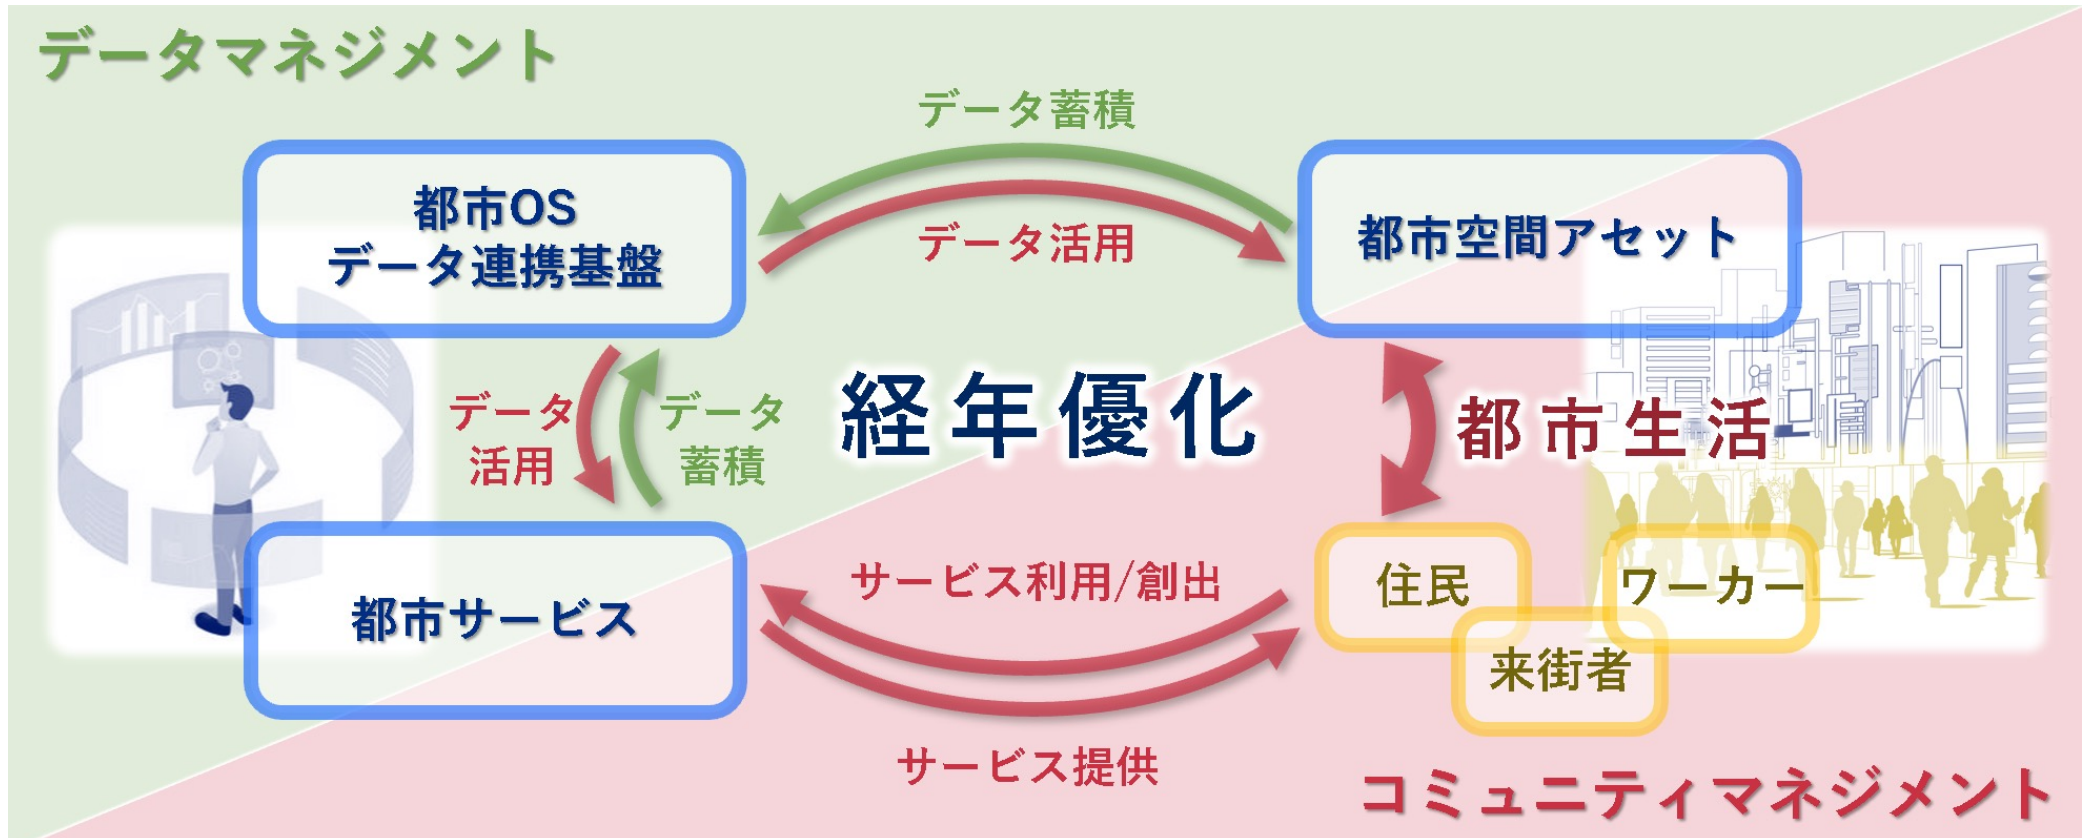 データマネジメント
データ蓄積
都市OS
データ連携基盤
データ活用
都市空間アセット
データ
活用
データ
蓄積
経年優化
都市生活
都市サービス
サービス利用/創出
住民
ワーカー
来街者
サービス提供
コミュニティマネジメント